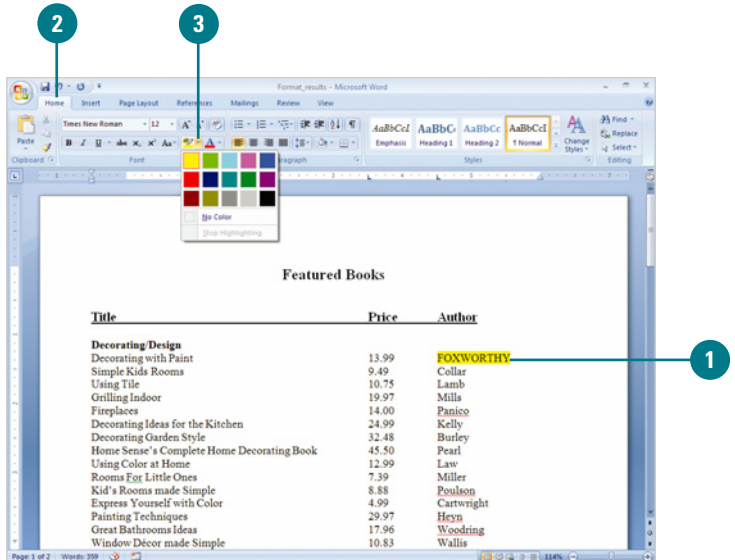 2 3
Format_results - Microsoft Word
Home Insert Page Layout References Mailings Review View
Paste
Times New Roman 12
AaBbCcI AaBbC AaBbCc AaBbCcI
Emphasis Heading 1 Heading 2 ¶ Normal
Change Styles
Find
Replace
Select
B I U abc x, x² Aa
Clipboard Font Paragraph Styles Editing
No Color
Stop Highlighting
Featured Books
Title Price Author
Decorating/Design
Decorating with Paint 13.99 FOXWORTHY 1
Simple Kids Rooms 9.49 Collar
Using Tile 10.75 Lamb
Grilling Indoor 19.97 Mills
Fireplaces 14.00 Panico
Decorating Ideas for the Kitchen 24.99 Kelly
Decorating Garden Style 32.48 Burley
Home Sense's Complete Home Decorating Book 45.50 Pearl
Using Color at Home 12.99 Law
Rooms For Little Ones 7.39 Miller
Kid's Rooms made Simple 8.88 Poulson
Express Yourself with Color 4.99 Cartwright
Painting Techniques 29.97 Heyn
Great Bathrooms Ideas 17.96 Woodring
Window Décor made Simple 10.83 Wallis
Page: 1 of 2 Words: 359 114%